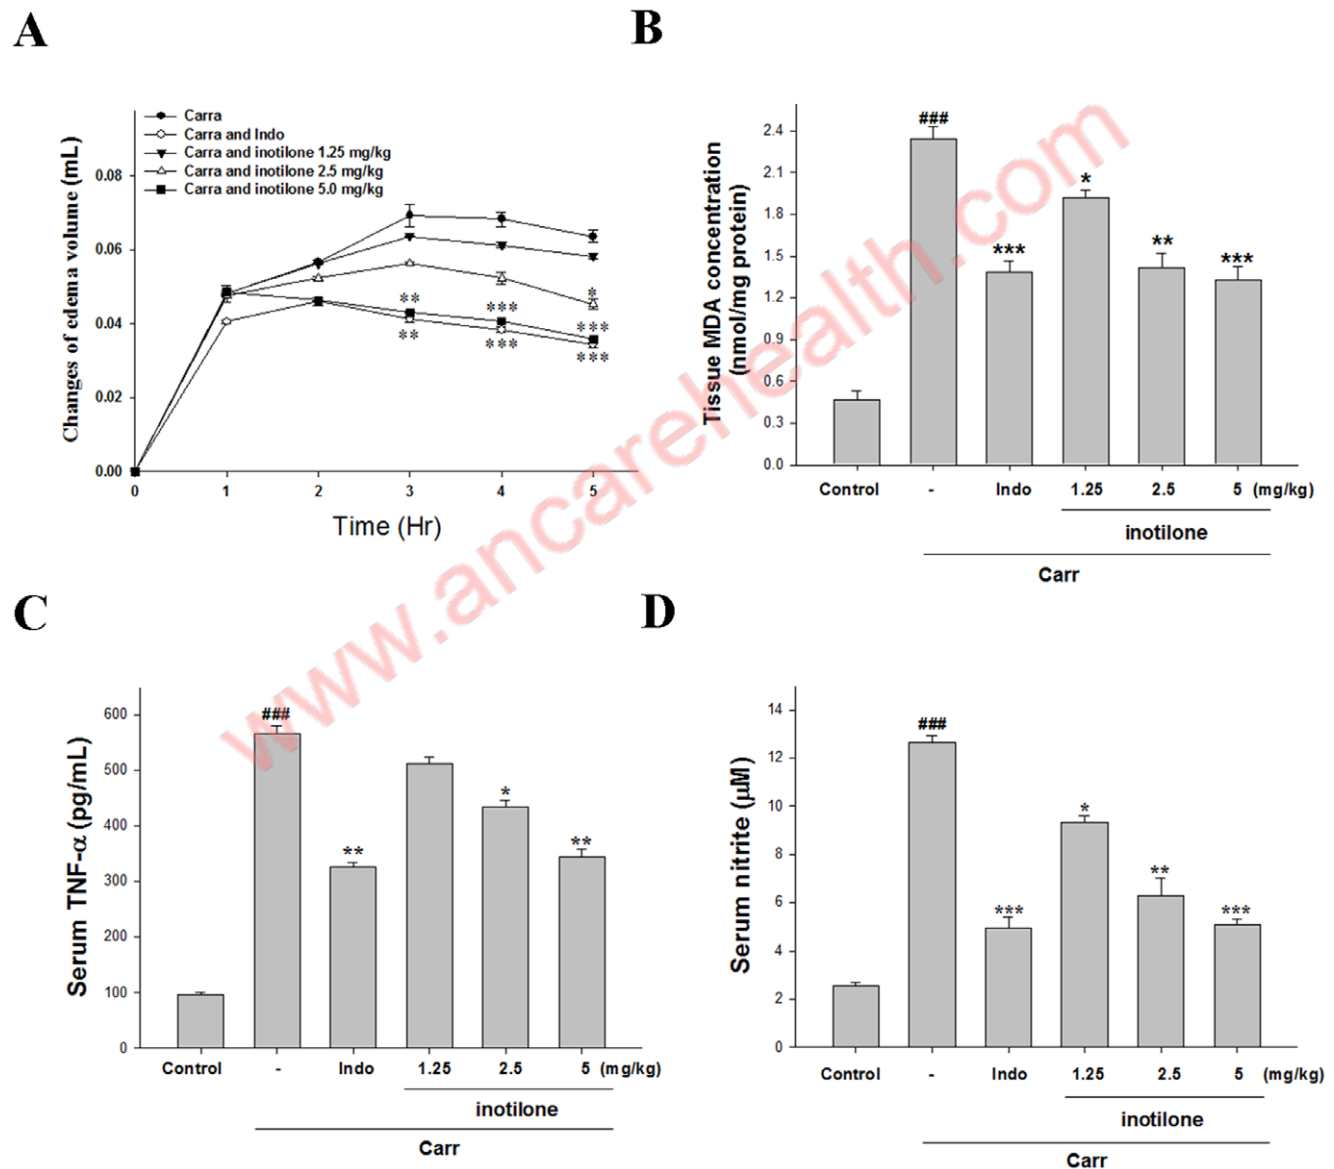 A
Changes of edema volume (mL)
Carra
Carra and Indo
Carra and inotilone 1.25 mg/kg
Carra and inotilone 2.5 mg/kg
Carra and inotilone 5.0 mg/kg
0.08
0.06
0.04
0.02
0.00
** *** * ***
** *** ***
0 1 2 3 4 5
Time (Hr)
B
Tissue MDA concentration
(nmol/mg protein)
2.4
2.1
1.8
1.5
1.2
0.9
0.6
0.3
0.0
### *** * ** ***
Control - Indo 1.25 2.5 5 (mg/kg)
inotilone
Carr
C
Serum TNF-α (pg/mL)
600
500
400
300
200
100
0
### ** * **
Control - Indo 1.25 2.5 5 (mg/kg)
inotilone
Carr
D
Serum nitrite (μM)
14
12
10
8
6
4
2
0
### *** * ** ***
Control - Indo 1.25 2.5 5 (mg/kg)
inotilone
Carr
www.ancarehealth.com